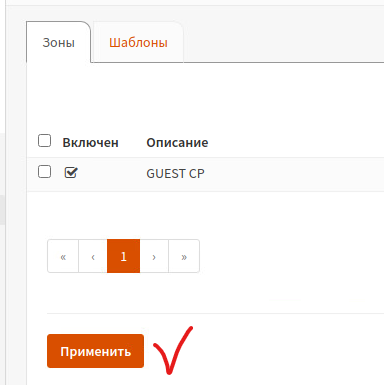 Зоны Шаблоны
Включен Описание
GUEST CP
« ‹ 1 › »
Применить